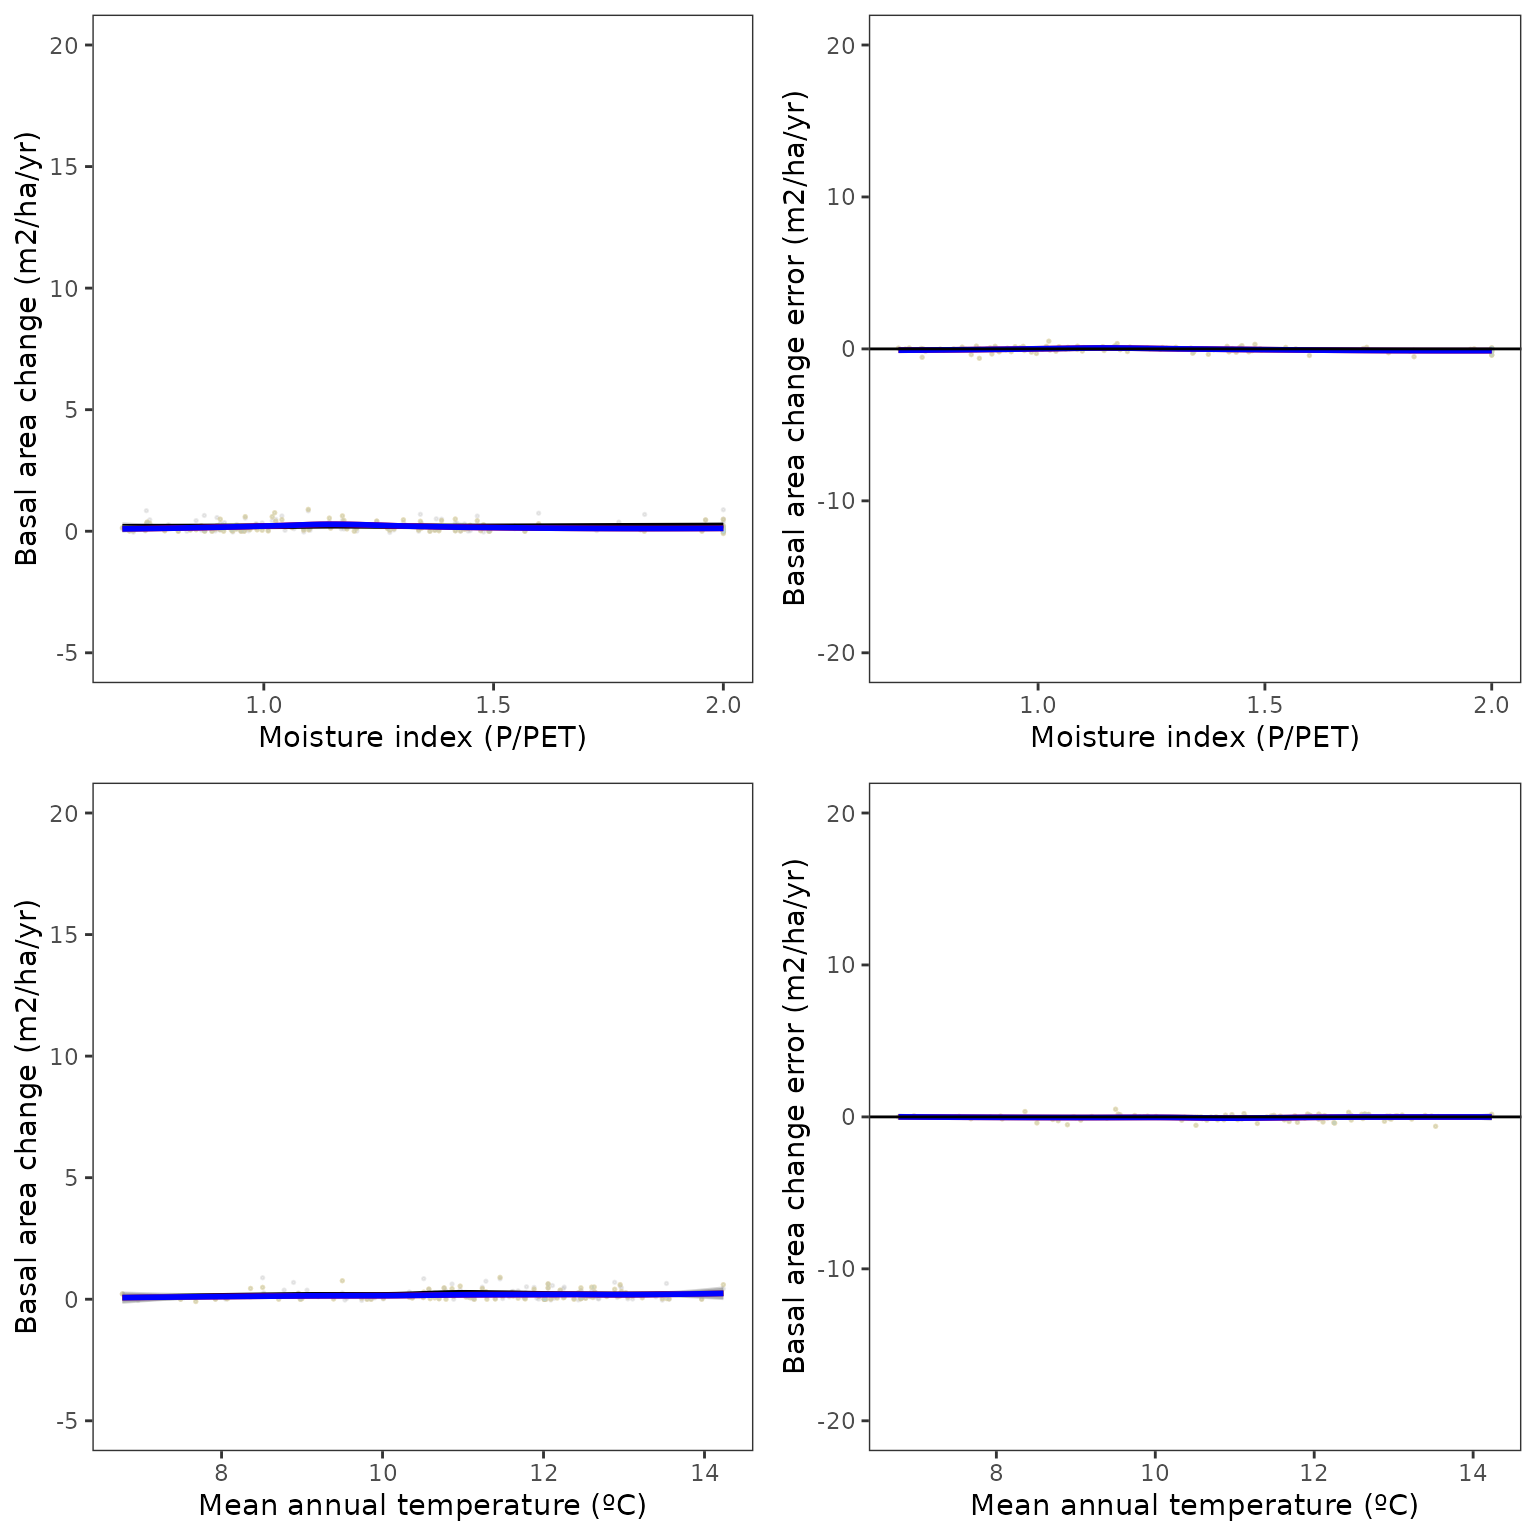 Basal area change (m2/ha/yr)
20
15
10
5
0
-5
1.0 1.5 2.0
Moisture index (P/PET)
Basal area change error (m2/ha/yr)
20
10
0
-10
-20
1.0 1.5 2.0
Moisture index (P/PET)
Basal area change (m2/ha/yr)
20
15
10
5
0
-5
8 10 12 14
Mean annual temperature (ºC)
Basal area change error (m2/ha/yr)
20
10
0
-10
-20
8 10 12 14
Mean annual temperature (ºC)